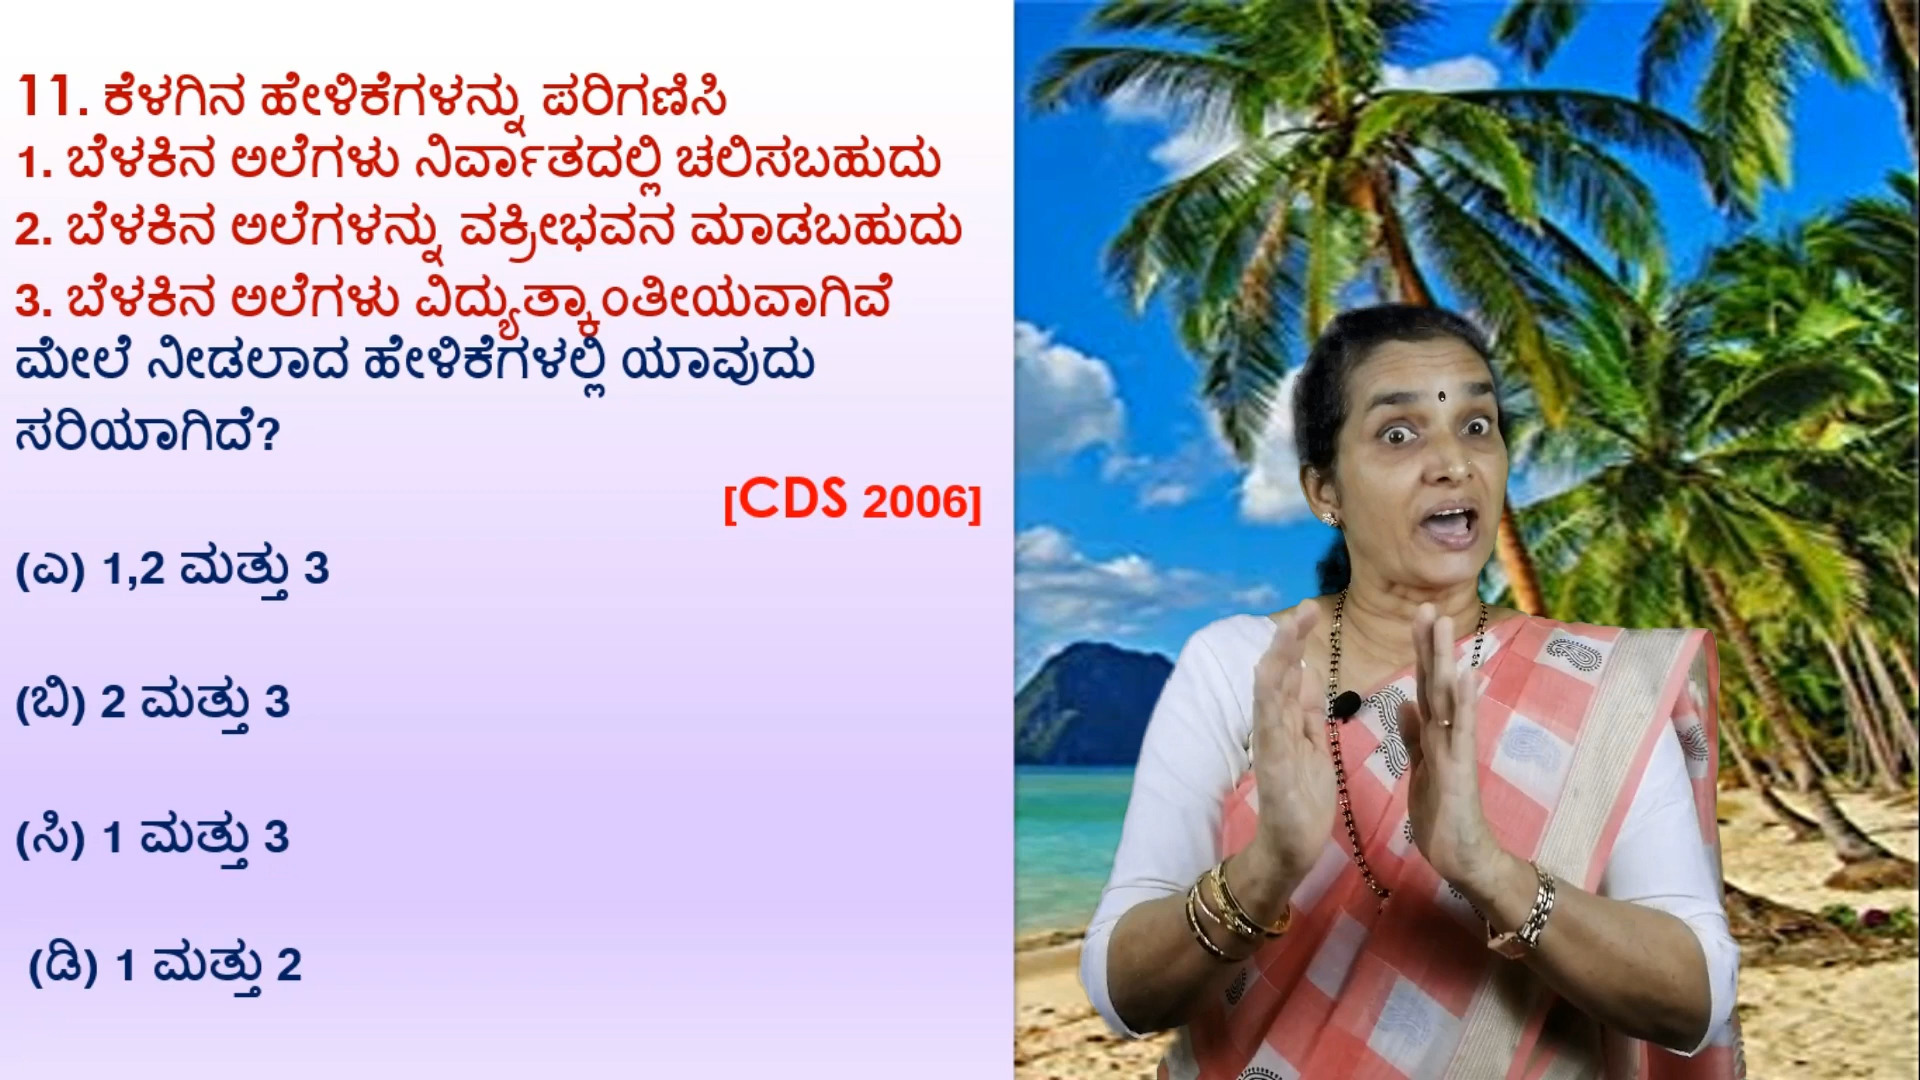 11. ಕೆಳಗಿನ ಹೇಳಿಕೆಗಳನ್ನು ಪರಿಗಣಿಸಿ
1. ಬೆಳಕಿನ ಅಲೆಗಳು ನಿರ್ವಾತದಲ್ಲಿ ಚಲಿಸಬಹುದು
2. ಬೆಳಕಿನ ಅಲೆಗಳನ್ನು ವಕ್ರೀಭವನ ಮಾಡಬಹುದು
3. ಬೆಳಕಿನ ಅಲೆಗಳು ವಿದ್ಯುತ್ಕಾಂತೀಯವಾಗಿವೆ
ಮೇಲೆ ನೀಡಲಾದ ಹೇಳಿಕೆಗಳಲ್ಲಿ ಯಾವುದು
ಸರಿಯಾಗಿದೆ?
[CDS 2006]
(ಎ) 1,2 ಮತ್ತು 3
(ಬಿ) 2 ಮತ್ತು 3
(ಸಿ) 1 ಮತ್ತು 3
(ಡಿ) 1 ಮತ್ತು 2